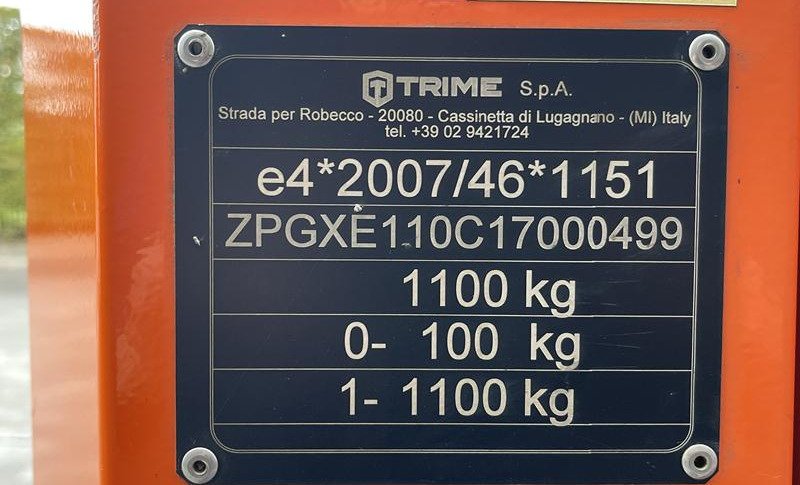 TRIME S.p.A.
Strada per Robecco - 20080 - Cassinetta di Lugagnano - (MI) Italy
tel. +39 02 9421724
e4*2007/46*1151
ZPGXE110C17000499
1100 kg
0- 100 kg
1- 1100 kg